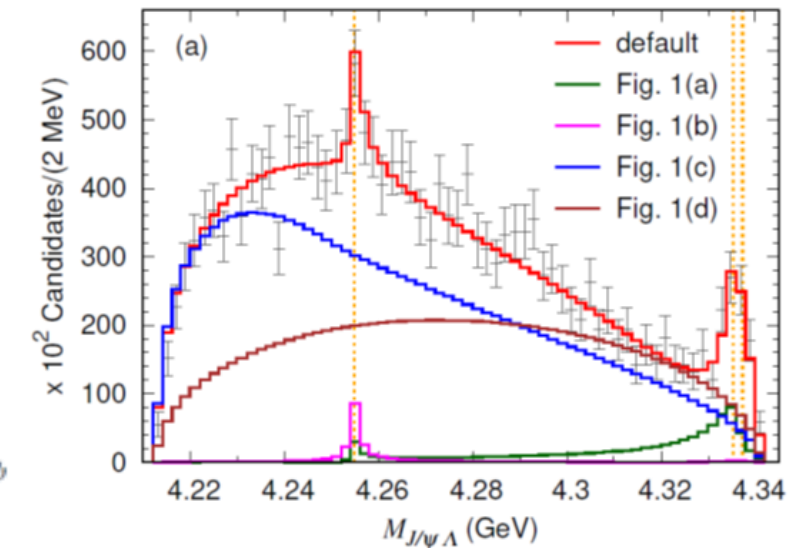 (a)
default
Fig. 1(a)
Fig. 1(b)
Fig. 1(c)
Fig. 1(d)
x 10² Candidates/(2 MeV)
600
500
400
300
200
100
0
4.22 4.24 4.26 4.28 4.3 4.32 4.34
M_{J/ψ Λ} (GeV)